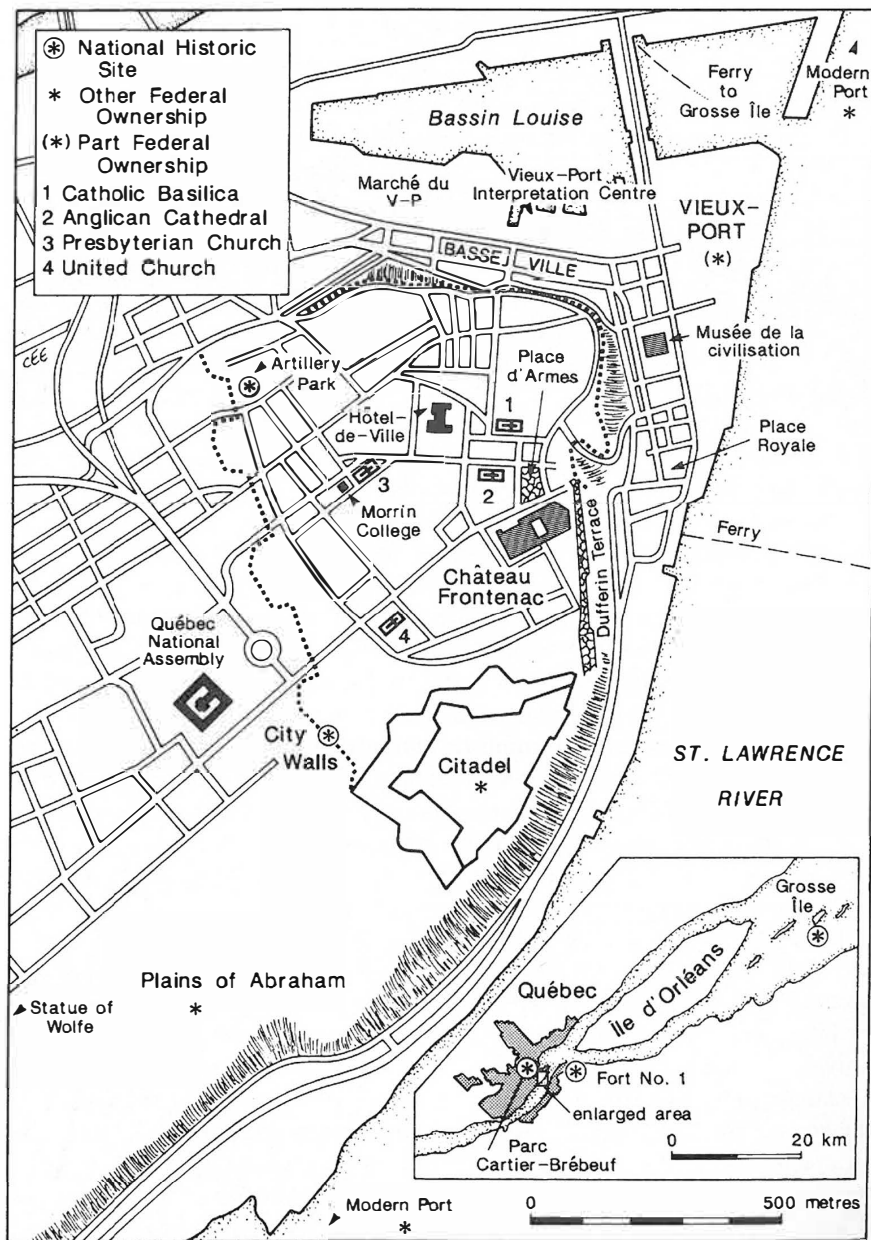 National Historic
Site
* Other Federal
Ownership
(*) Part Federal
Ownership
1 Catholic Basilica
2 Anglican Cathedral
3 Presbyterian Church
4 United Church
Bassin Louise
Ferry
to
Grosse Île
Modern
Port
*
Marché du
V-P
Vieux-Port
Interpretation Centre
VIEUX-
PORT
(*)
BASSE VILLE
Musée de la
civilisation
CÉE
Artillery
Park
Place
d'Armes
Hôtel-
de-Ville
1
Place
Royale
3
2
Morrin
College
Ferry
Château
Frontenac
Dufferin Terrace
Québec
National
Assembly
4
City
Walls
Citadel
*
ST. LAWRENCE
RIVER
Plains of Abraham
*
Statue of
Wolfe
Grosse
Île
Québec
Île d'Orléans
Fort No. 1
enlarged area
Parc
Cartier-Brébeuf
0 20 km
Modern Port
*
0 500 metres